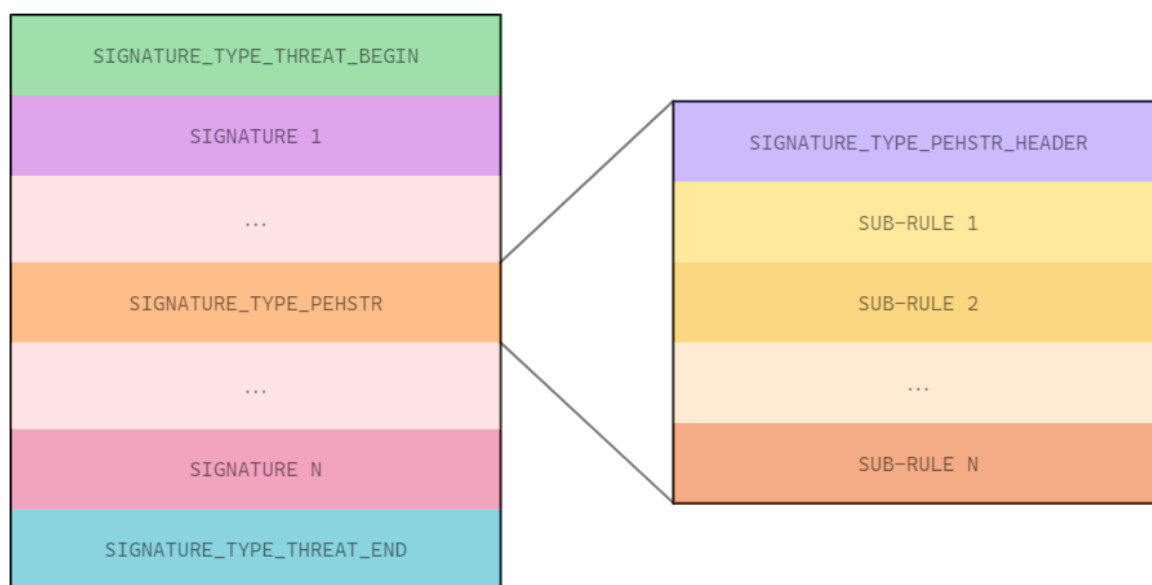 SIGNATURE_TYPE_THREAT_BEGIN
SIGNATURE 1
...
SIGNATURE_TYPE_PEHSTR
...
SIGNATURE N
SIGNATURE_TYPE_THREAT_END
SIGNATURE_TYPE_PEHSTR_HEADER
SUB-RULE 1
SUB-RULE 2
...
SUB-RULE N